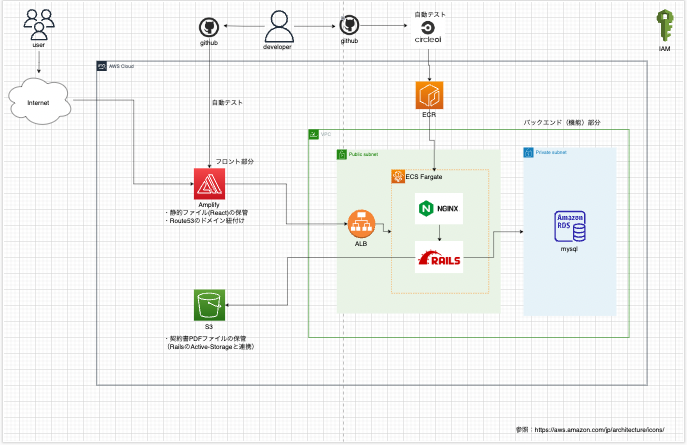 user
github
developer
github
自動テスト
circleci
IAM
AWS Cloud
Internet
自動テスト
ECR
バックエンド（機能）部分
VPC
Public subnet
Private subnet
フロント部分
ECS Fargate
Amplify
・静的ファイル(React)の保管
・Route53のドメイン紐付け
NGINX
ALB
Amazon
RDS
mysql
RAILS
S3
・契約書PDFファイルの保管
（RailsのActive-Storageと連携）
参照：https://aws.amazon.com/jp/architecture/icons/